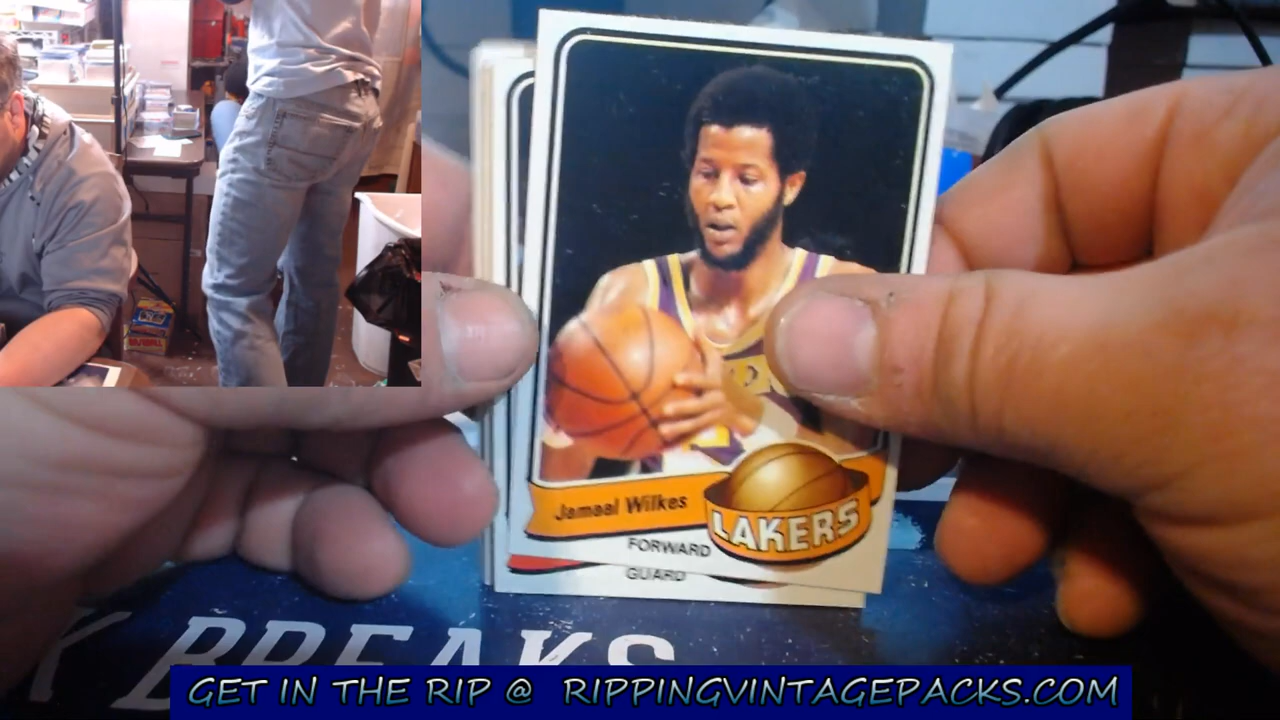 Jamaal Wilkes
LAKERS
FORWARD
GUARD
BREAKS
GET IN THE RIP @ RIPPINGVINTAGEPACKS.COM